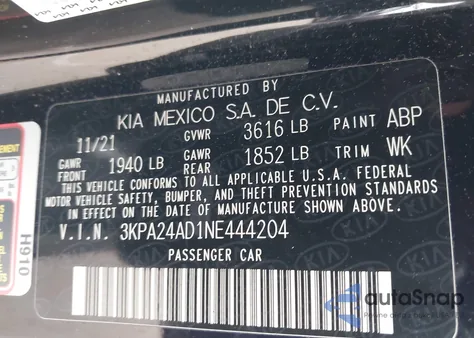 MANUFACTURED BY
KIA MEXICO S.A. DE C.V.
11/21 GVWR 3616 LB PAINT ABP
GAWR FRONT 1940 LB GAWR REAR 1852 LB TRIM WK
THIS VEHICLE CONFORMS TO ALL APPLICABLE U.S.A. FEDERAL
MOTOR VEHICLE SAFETY, BUMPER, AND THEFT PREVENTION STANDARDS
IN EFFECT ON THE DATE OF MANUFACTURE SHOWN ABOVE.
V.I.N. 3KPA24AD1NE444204
PASSENGER CAR
H910
autoSnap